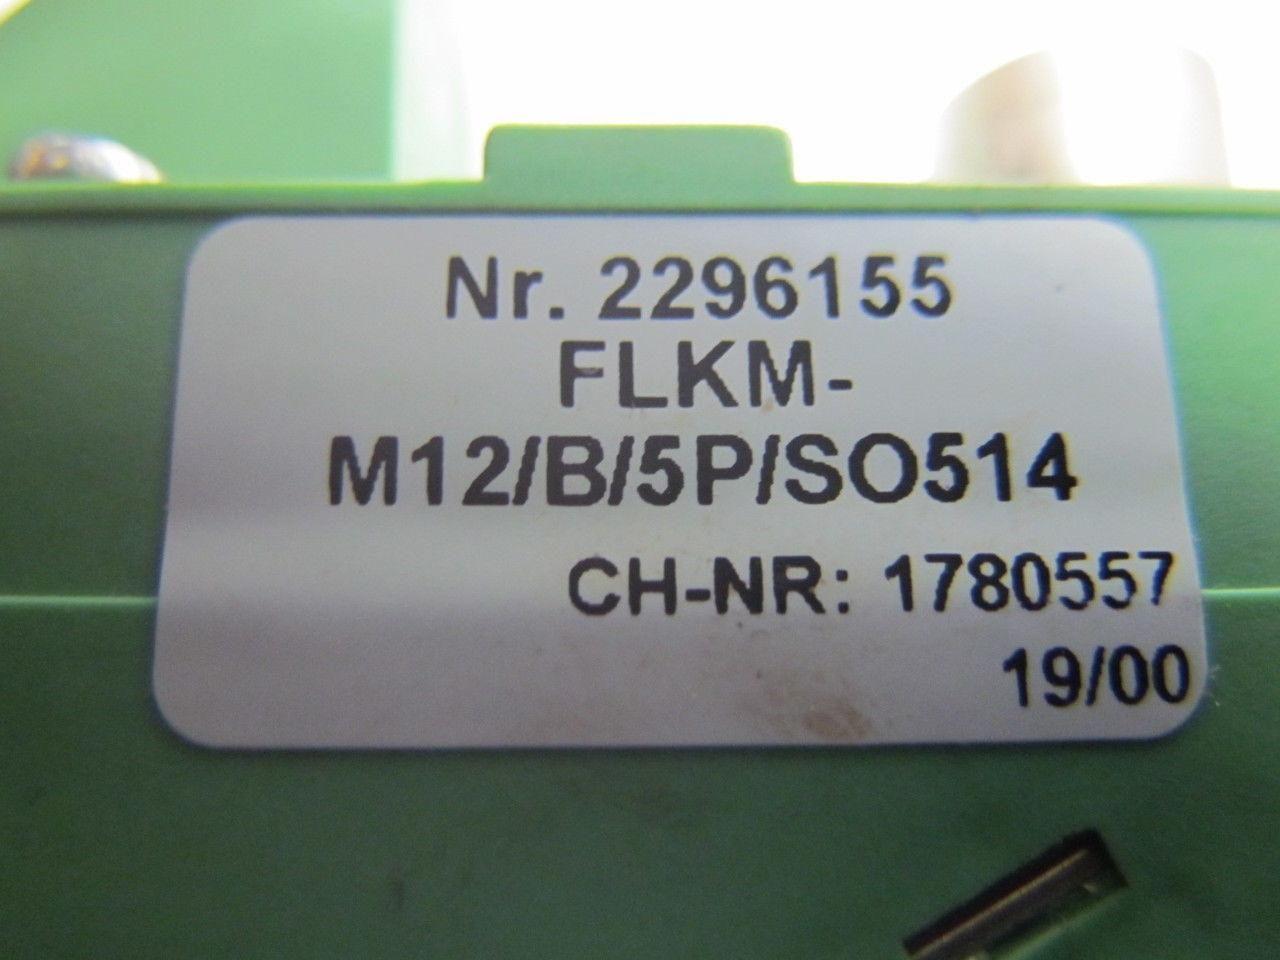 Nr. 2296155
FLKM-
M12/B/5P/SO514
CH-NR: 1780557
19/00